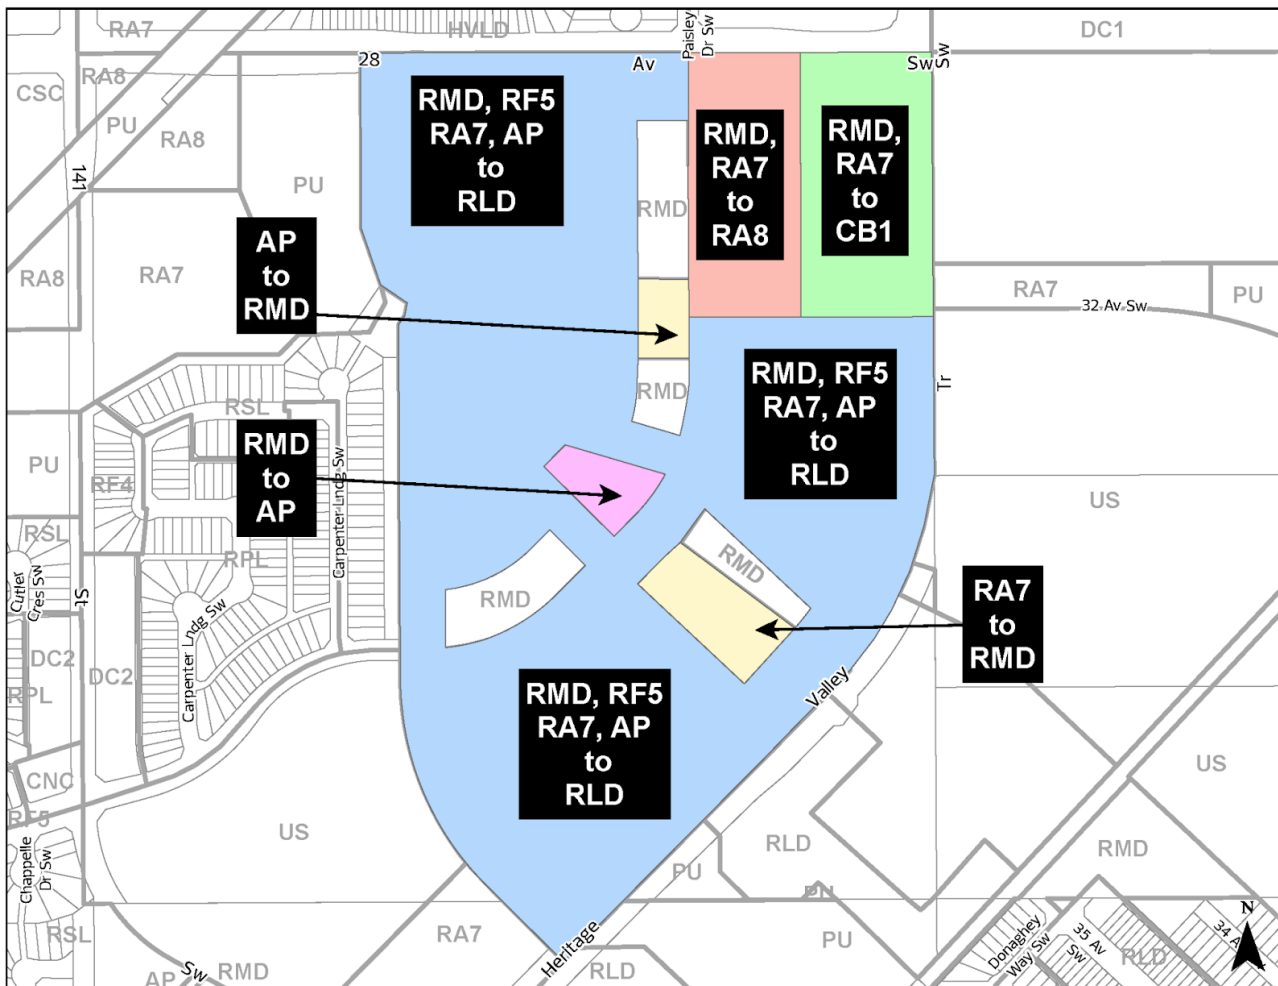 RA7
HVLD
Paisley
Dr Sw
DC1
28
Av
Sw
Sw
CSC
RA8
PU
RA8
141
PU
RMD, RF5
RA7, AP
to
RLD
RMD,
RA7
to
RA8
RMD,
RA7
to
CB1
RMD
AP
to
RMD
RA8
RA7
RA7
32 Av Sw
PU
RMD
Tr
RMD, RF5
RA7, AP
to
RLD
RSL
RMD
to
AP
Carpenter Lndg Sw
PU
RF4
US
RSL
RPL
RMD
RMD
Cutler
Cres Sw
St
Carpenter Lndg Sw
RA7
to
RMD
DC2
DC2
RPL
Valley
RMD, RF5
RA7, AP
to
RLD
CNC
RF5
US
US
RLD
RMD
Chappelle
Dr Sw
PU
PU
RSL
RA7
Heritage
PU
Donaghey
Way Sw
35 Av
Sw
34 A
N
RLD
AP
Sw
RMD
RLD